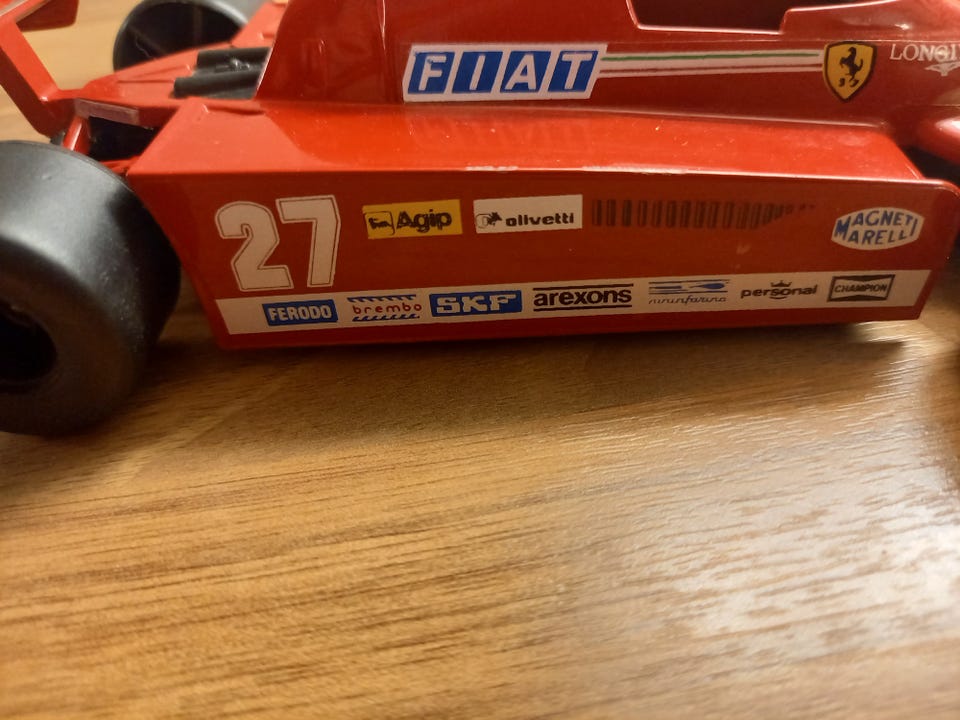 FIAT
LONGI
27
Agip
olivetti
MAGNETI
MARELLI
FERODO
brembo
SKF
arexons
pininfarina
personal
CHAMPION